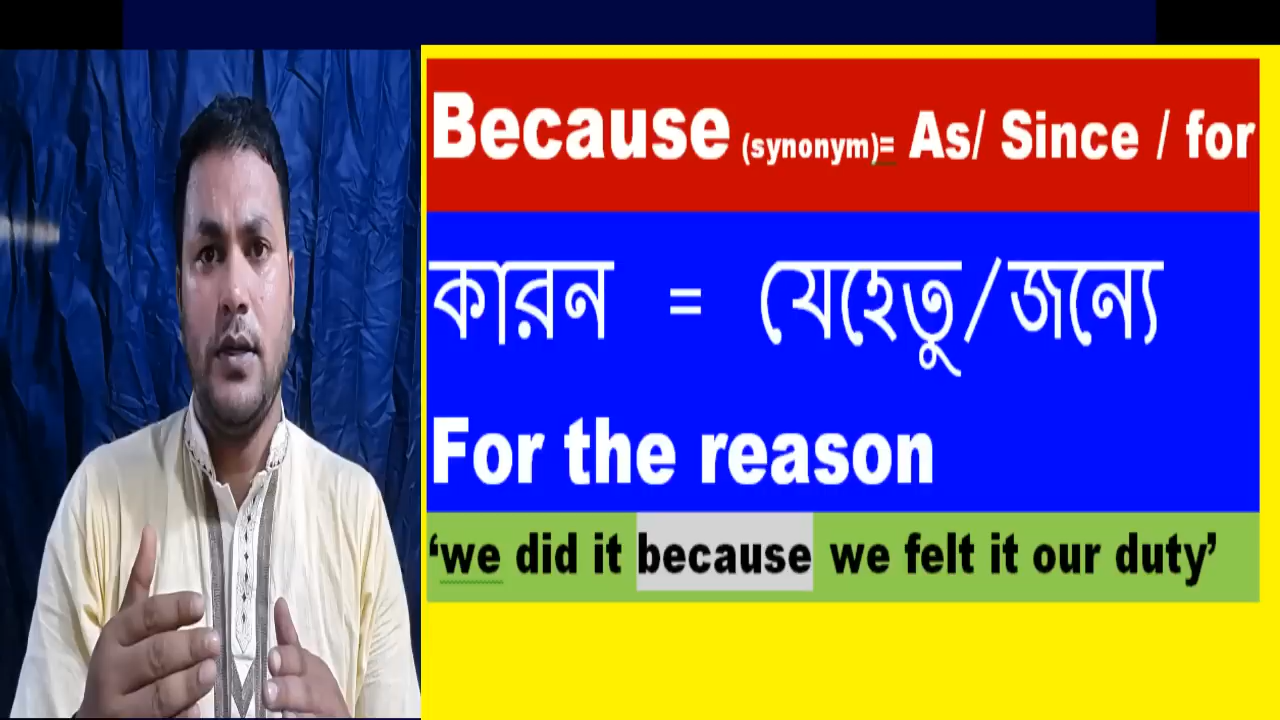 Because (synonym)= As/ Since / for
কারন = যেহেতু/জন্যে
For the reason
‘we did it because we felt it our duty’